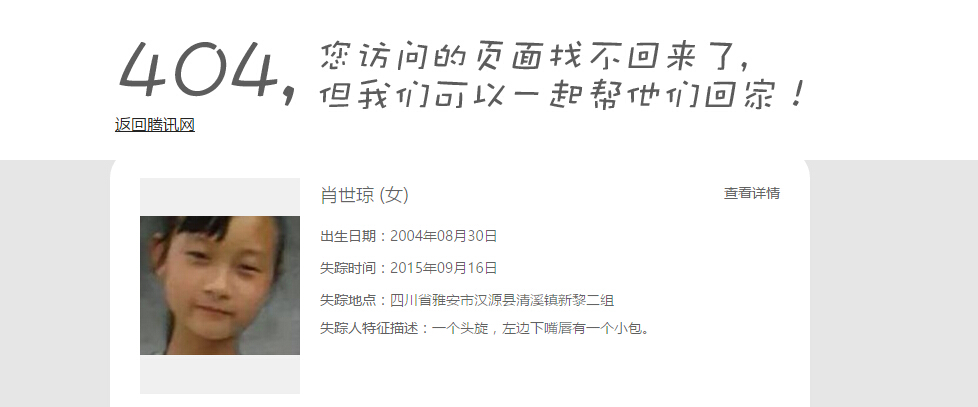 404, 您访问的页面找不回来了,
但我们可以一起帮他们回家!
返回腾讯网
肖世琼 (女)
查看详情
出生日期：2004年08月30日
失踪时间：2015年09月16日
失踪地点：四川省雅安市汉源县清溪镇新黎二组
失踪人特征描述：一个头旋，左边下嘴唇有一个小包。